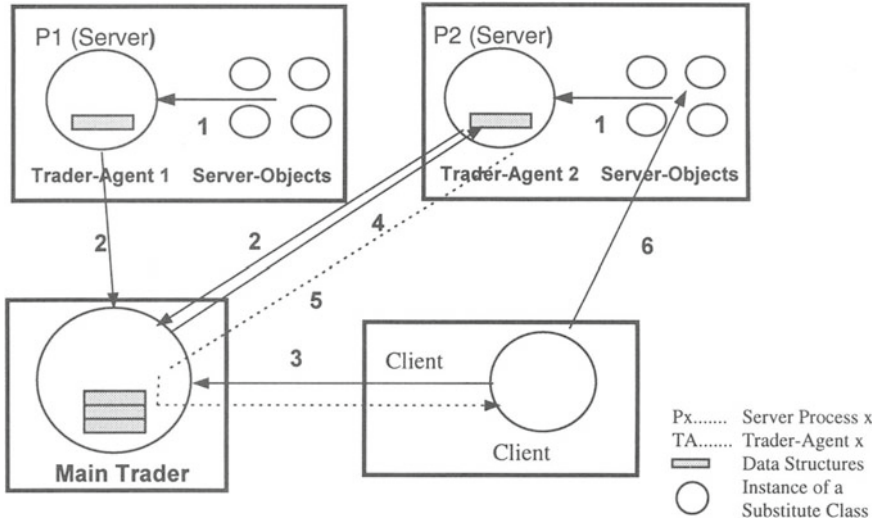 P1 (Server)
P2 (Server)
1
1
Trader-Agent 1
Server-Objects
Trader-Agent 2
Server-Objects
2
2
4
6
5
3
Client
Client
Main Trader
Px....... Server Process x
TA....... Trader-Agent x
Data Structures
Instance of a
Substitute Class